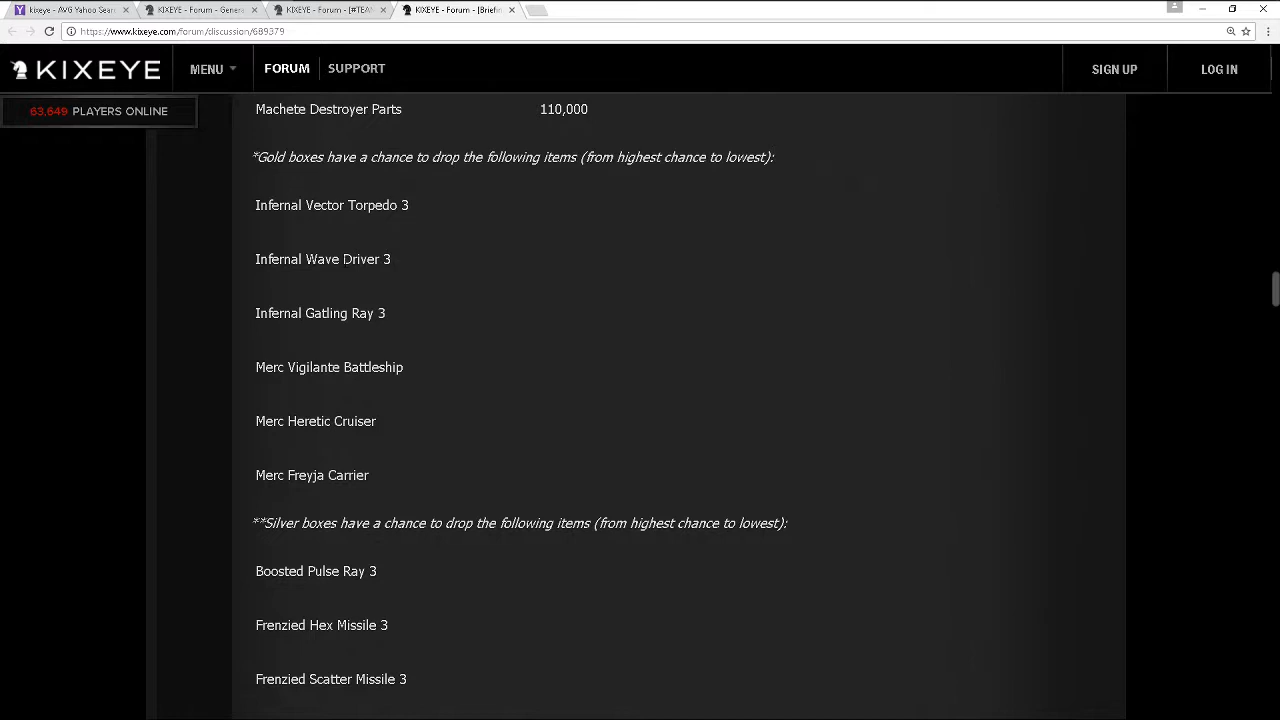 kixeye - AVG Yahoo Sear
KIXEYE - Forum - Genera
KIXEYE - Forum - [#TEAM
KIXEYE - Forum - [Briefin
https://www.kixeye.com/forum/discussion/689379
KIXEYE
MENU
FORUM
SUPPORT
SIGN UP
LOG IN
63,649 PLAYERS ONLINE
Machete Destroyer Parts 110,000
*Gold boxes have a chance to drop the following items (from highest chance to lowest):
Infernal Vector Torpedo 3
Infernal Wave Driver 3
Infernal Gatling Ray 3
Merc Vigilante Battleship
Merc Heretic Cruiser
Merc Freyja Carrier
**Silver boxes have a chance to drop the following items (from highest chance to lowest):
Boosted Pulse Ray 3
Frenzied Hex Missile 3
Frenzied Scatter Missile 3